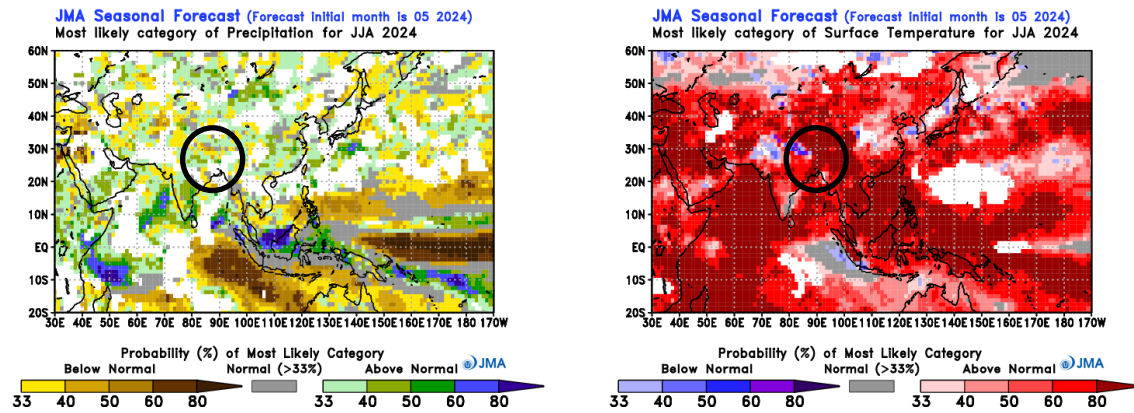 JMA Seasonal Forecast (Forecast initial month is 05 2024)
Most likely category of Precipitation for JJA 2024
60N
50N
40N
30N
20N
10N
EQ
10S
20S
30E 40E 50E 60E 70E 80E 90E 100E 110E 120E 130E 140E 150E 160E 170E 180 170W
Probability (%) of Most Likely Category
JMA
Below Normal Normal (>33%) Above Normal
33 40 50 60 80 33 40 50 60 80
JMA Seasonal Forecast (Forecast initial month is 05 2024)
Most likely category of Surface Temperature for JJA 2024
60N
50N
40N
30N
20N
10N
EQ
10S
20S
30E 40E 50E 60E 70E 80E 90E 100E 110E 120E 130E 140E 150E 160E 170E 180 170W
Probability (%) of Most Likely Category
JMA
Below Normal Normal (>33%) Above Normal
33 40 50 60 80 33 40 50 60 80